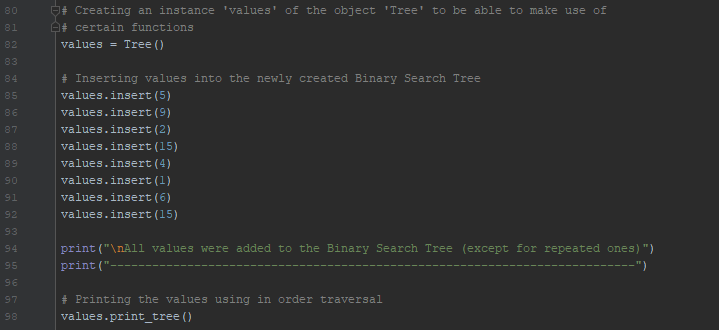 80 # Creating an instance 'values' of the object 'Tree' to be able to make use of
81 # certain functions
82 values = Tree()
83
84 # Inserting values into the newly created Binary Search Tree
85 values.insert(5)
86 values.insert(9)
87 values.insert(2)
88 values.insert(15)
89 values.insert(4)
90 values.insert(1)
91 values.insert(6)
92 values.insert(15)
93
94 print("\nAll values were added to the Binary Search Tree (except for repeated ones)")
95 print("---------------------------------------------------------------------------")
96
97 # Printing the values using in order traversal
98 values.print_tree()